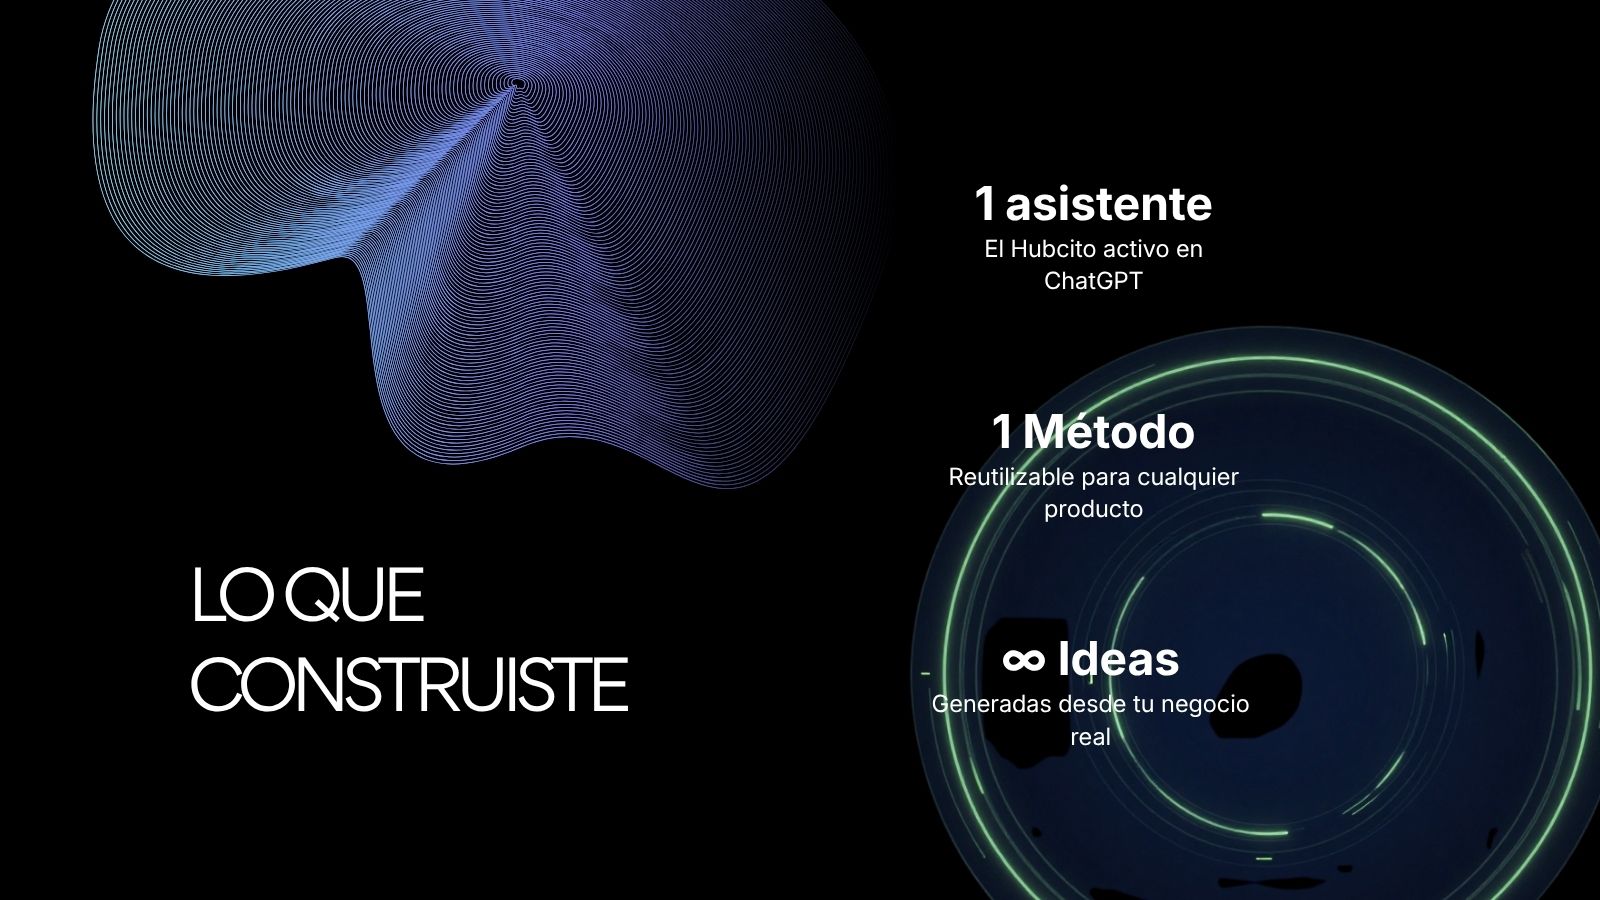 LO QUE
CONSTRUISTE
1 asistente
El Hubcito activo en
ChatGPT
1 Método
Reutilizable para cualquier
producto
∞ Ideas
Generadas desde tu negocio
real